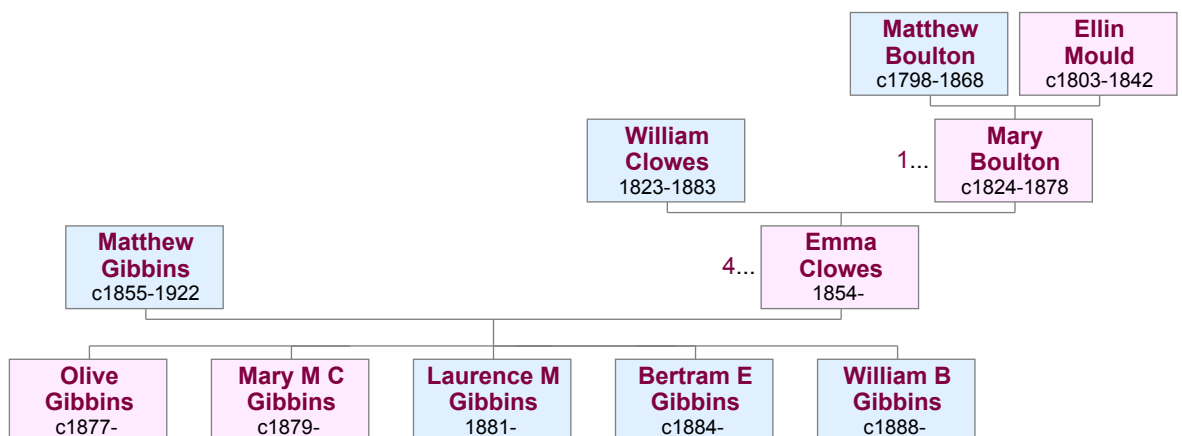 Matthew
Boulton
c1798-1868
Ellin
Mould
c1803-1842
William
Clowes
1823-1883
1...
Mary
Boulton
c1824-1878
Matthew
Gibbins
c1855-1922
4...
Emma
Clowes
1854-
Olive
Gibbins
c1877-
Mary M C
Gibbins
c1879-
Laurence M
Gibbins
1881-
Bertram E
Gibbins
c1884-
William B
Gibbins
c1888-